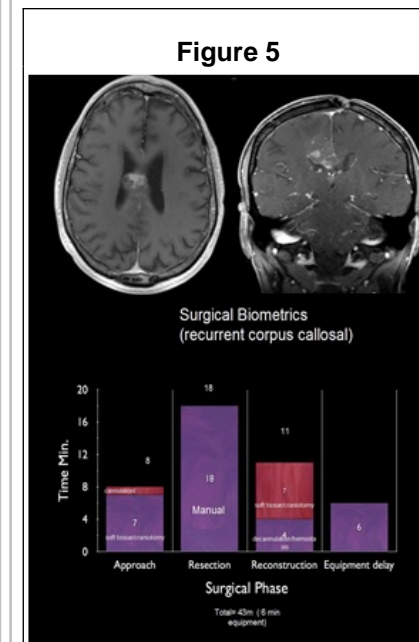 Figure 5
Surgical Biometrics
(recurrent corpus callosal)
Time Min.
20
16
12
8
4
0
8
cannulation
7
soft tissue/craniotomy
18
18
Manual
11
7
soft tissue/craniotomy
4
decannulation/hemosta
sis
6
Approach
Resection
Reconstruction
Equipment delay
Surgical Phase
Total= 43m ( 6 min
equipment)